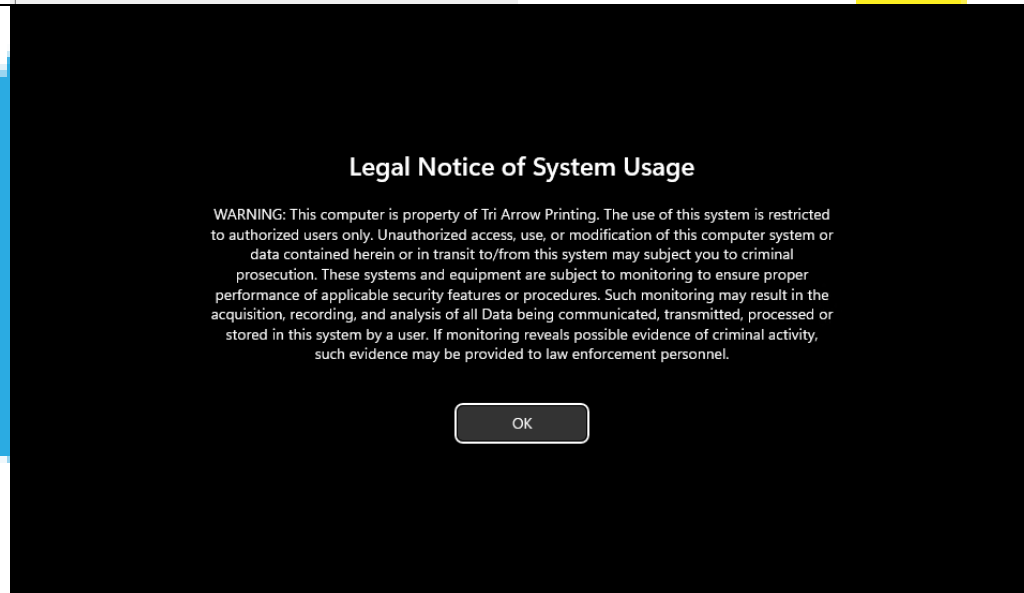 Legal Notice of System Usage
WARNING: This computer is property of Tri Arrow Printing. The use of this system is restricted
to authorized users only. Unauthorized access, use, or modification of this computer system or
data contained herein or in transit to/from this system may subject you to criminal
prosecution. These systems and equipment are subject to monitoring to ensure proper
performance of applicable security features or procedures. Such monitoring may result in the
acquisition, recording, and analysis of all Data being communicated, transmitted, processed or
stored in this system by a user. If monitoring reveals possible evidence of criminal activity,
such evidence may be provided to law enforcement personnel.
OK